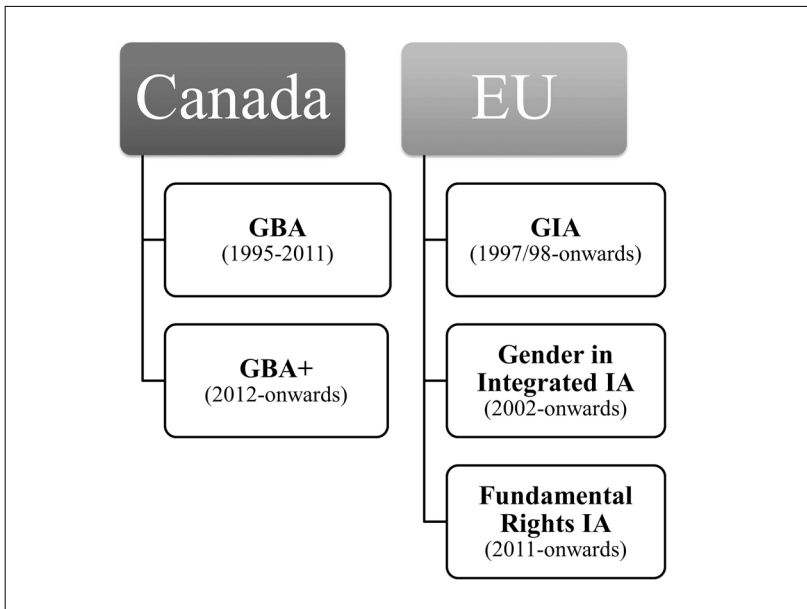 Canada
GBA
(1995-2011)
GBA+
(2012-onwards)
EU
GIA
(1997/98-onwards)
Gender in
Integrated IA
(2002-onwards)
Fundamental
Rights IA
(2011-onwards)